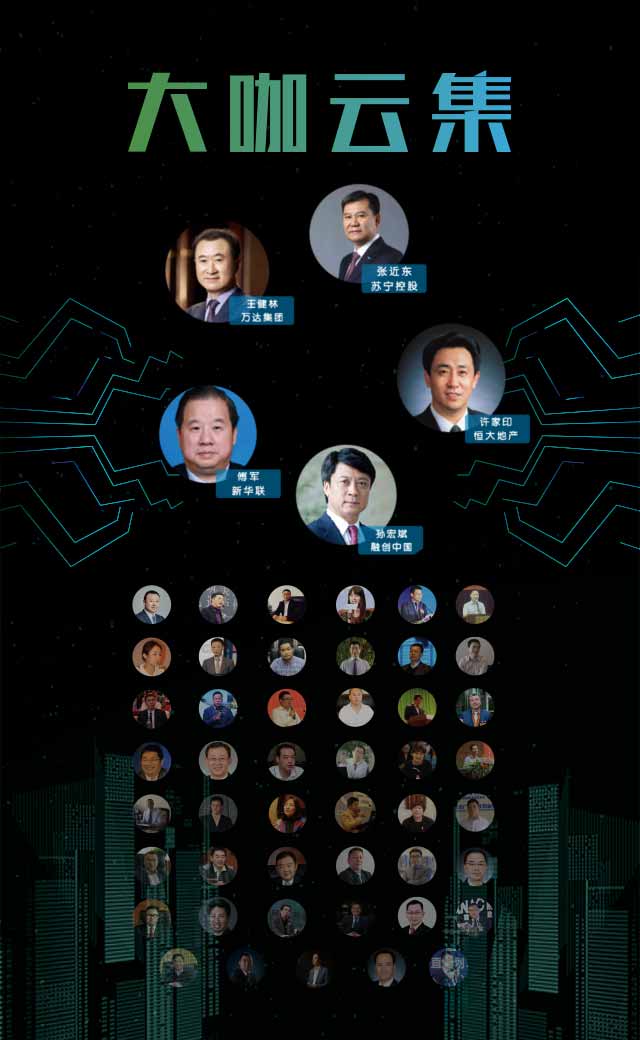 大咖云集
张近东
苏宁控股
王健林
万达集团
许家印
恒大地产
傅军
新华联
孙宏斌
融创中国